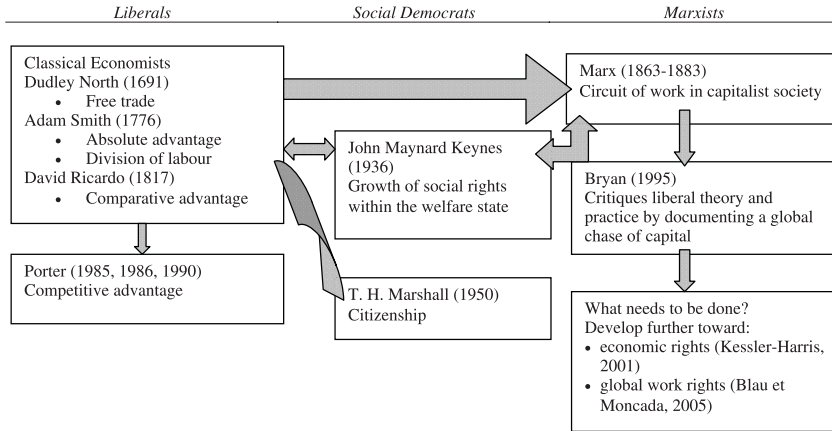 Liberals
Social Democrats
Marxists
Classical Economists
Dudley North (1691)
• Free trade
Adam Smith (1776)
• Absolute advantage
• Division of labour
David Ricardo (1817)
• Comparative advantage
Porter (1985, 1986, 1990)
Competitive advantage
John Maynard Keynes
(1936)
Growth of social rights
within the welfare state
T. H. Marshall (1950)
Citizenship
Marx (1863-1883)
Circuit of work in capitalist society
Bryan (1995)
Critiques liberal theory and
practice by documenting a global
chase of capital
What needs to be done?
Develop further toward:
• economic rights (Kessler-Harris,
2001)
• global work rights (Blau et
Moncada, 2005)